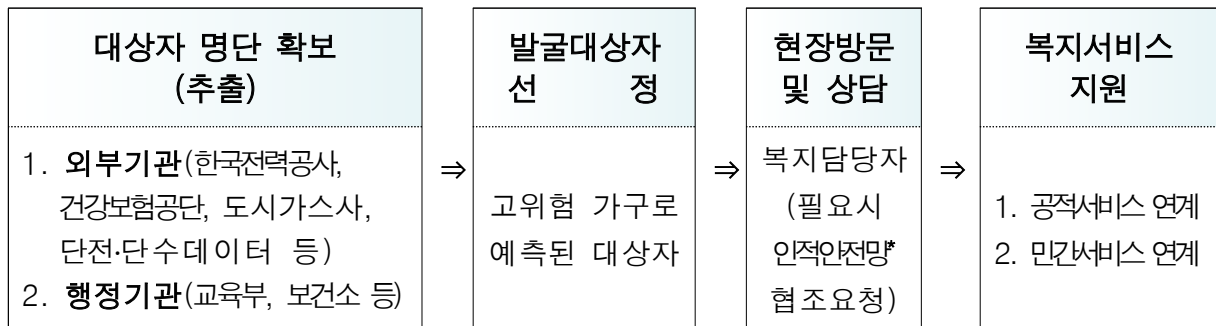 대상자 명단 확보
(추출)
1. 외부기관(한국전력공사,
건강보험공단, 도시가스사,
단전·단수데이터 등)
2. 행정기관(교육부, 보건소 등)
⇒
발굴대상자
선 정
고위험 가구로
예측된 대상자
⇒
현장방문
및 상담
복지담당자
(필요시
인적안전망*
협조요청)
⇒
복지서비스
지원
1. 공적서비스 연계
2. 민간서비스 연계